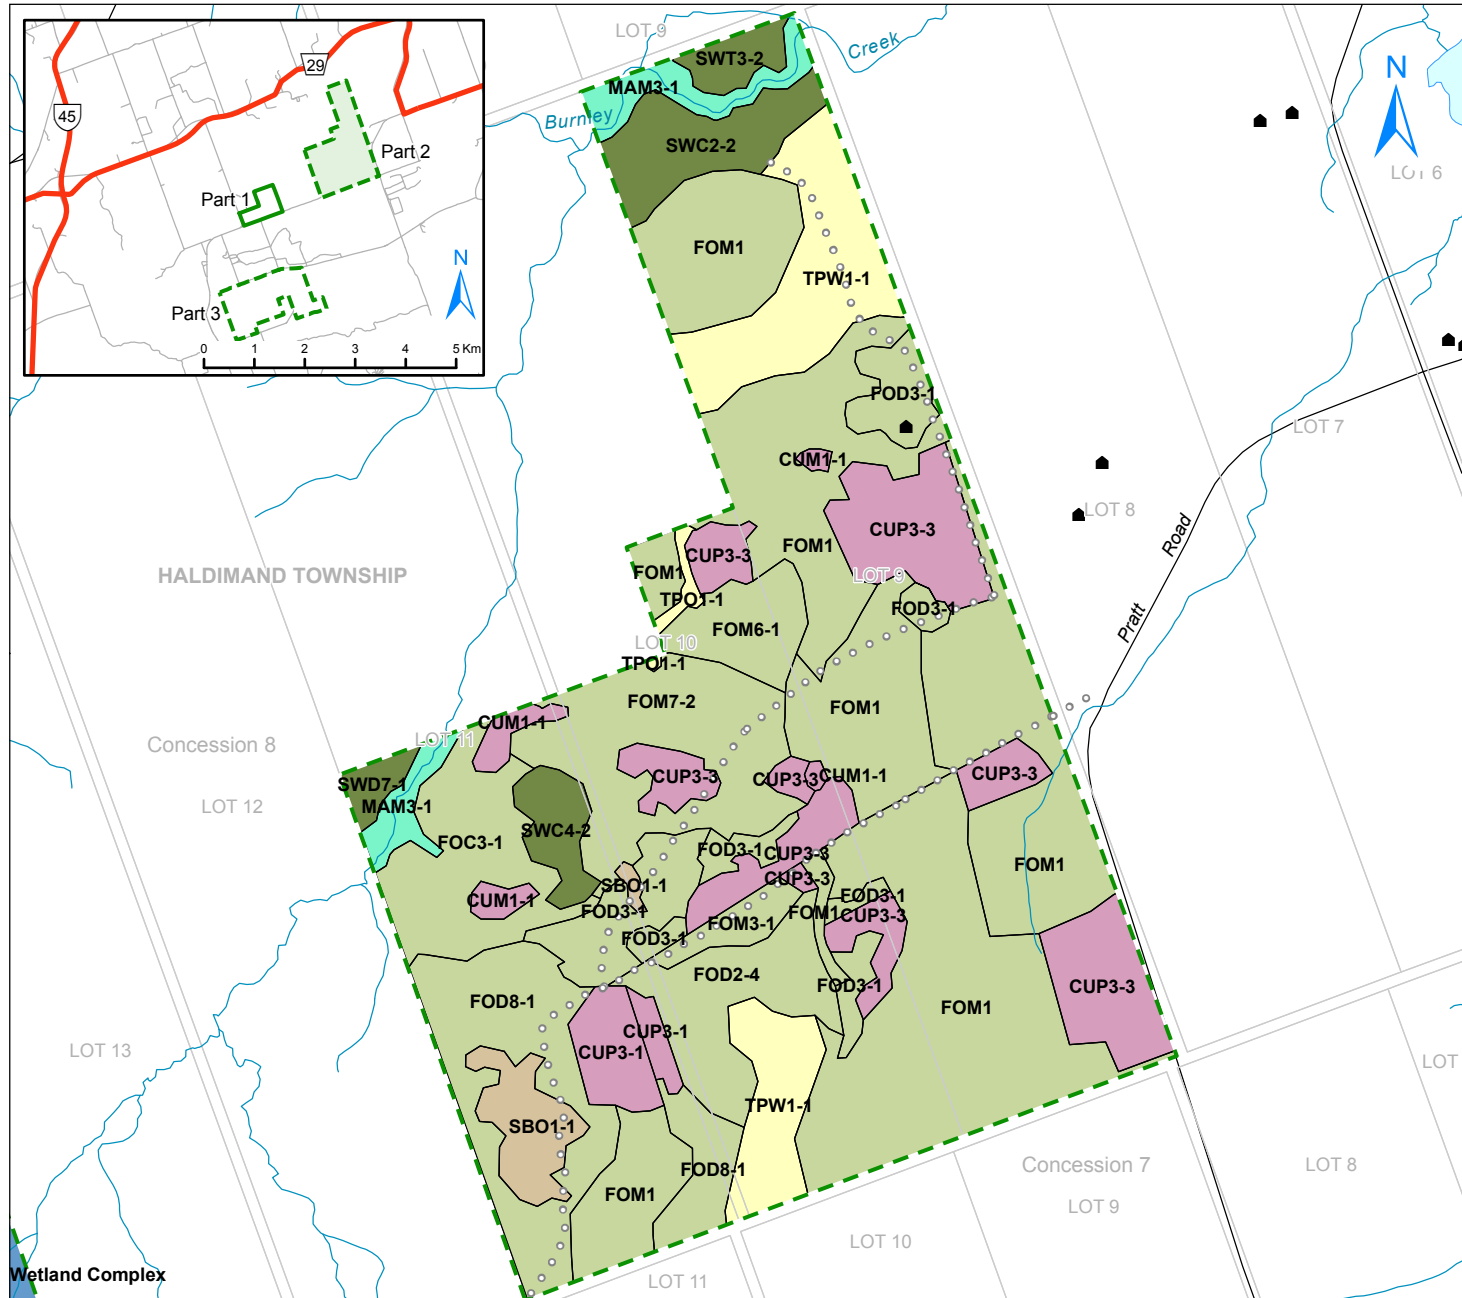 29
45
Part 2
Part 1
Part 3
N
0 1 2 3 4 5 Km
LOT 9
Creek
SWT3-2
MAM3-1
Burnley
SWC2-2
N
LOT 6
FOM1
TPW1-1
FOD3-1
LOT 7
CUM1-1
LOT 8
CUP3-3
Road
FOM1
CUP3-3
HALDIMAND TOWNSHIP
FOM1
LOT 9
TPO1-1
FOD3-1
Pratt
FOM6-1
LOT 10
TPO1-1
FOM7-2
FOM1
CUM1-1
LOT 11
Concession 8
SWD7-1
CUP3-3
CUP3-3
CUM1-1
CUP3-3
LOT 12
MAM3-1
SWC4-2
FOC3-1
FOD3-1
CUP3-3
FOM1
CUP3-3
SBO1-1
CUM1-1
FOD3-1
FOD3-1
FOM1
CUP3-3
FOM3-1
FOD3-1
FOD2-4
FOD3-1
CUP3-3
FOD8-1
FOM1
CUP3-1
LOT 13
CUP3-1
LOT
TPW1-1
SBO1-1
Concession 7
LOT 8
FOD8-1
FOM1
LOT 9
LOT 10
Wetland Complex
LOT 11